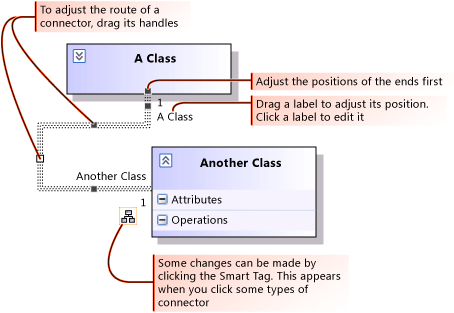 To adjust the route of a
connector, drag its handles
A Class
Adjust the positions of the ends first
1
A Class
Drag a label to adjust its position.
Click a label to edit it
Another Class
Another Class
1
Attributes
Operations
Some changes can be made by
clicking the Smart Tag. This appears
when you click some types of
connector